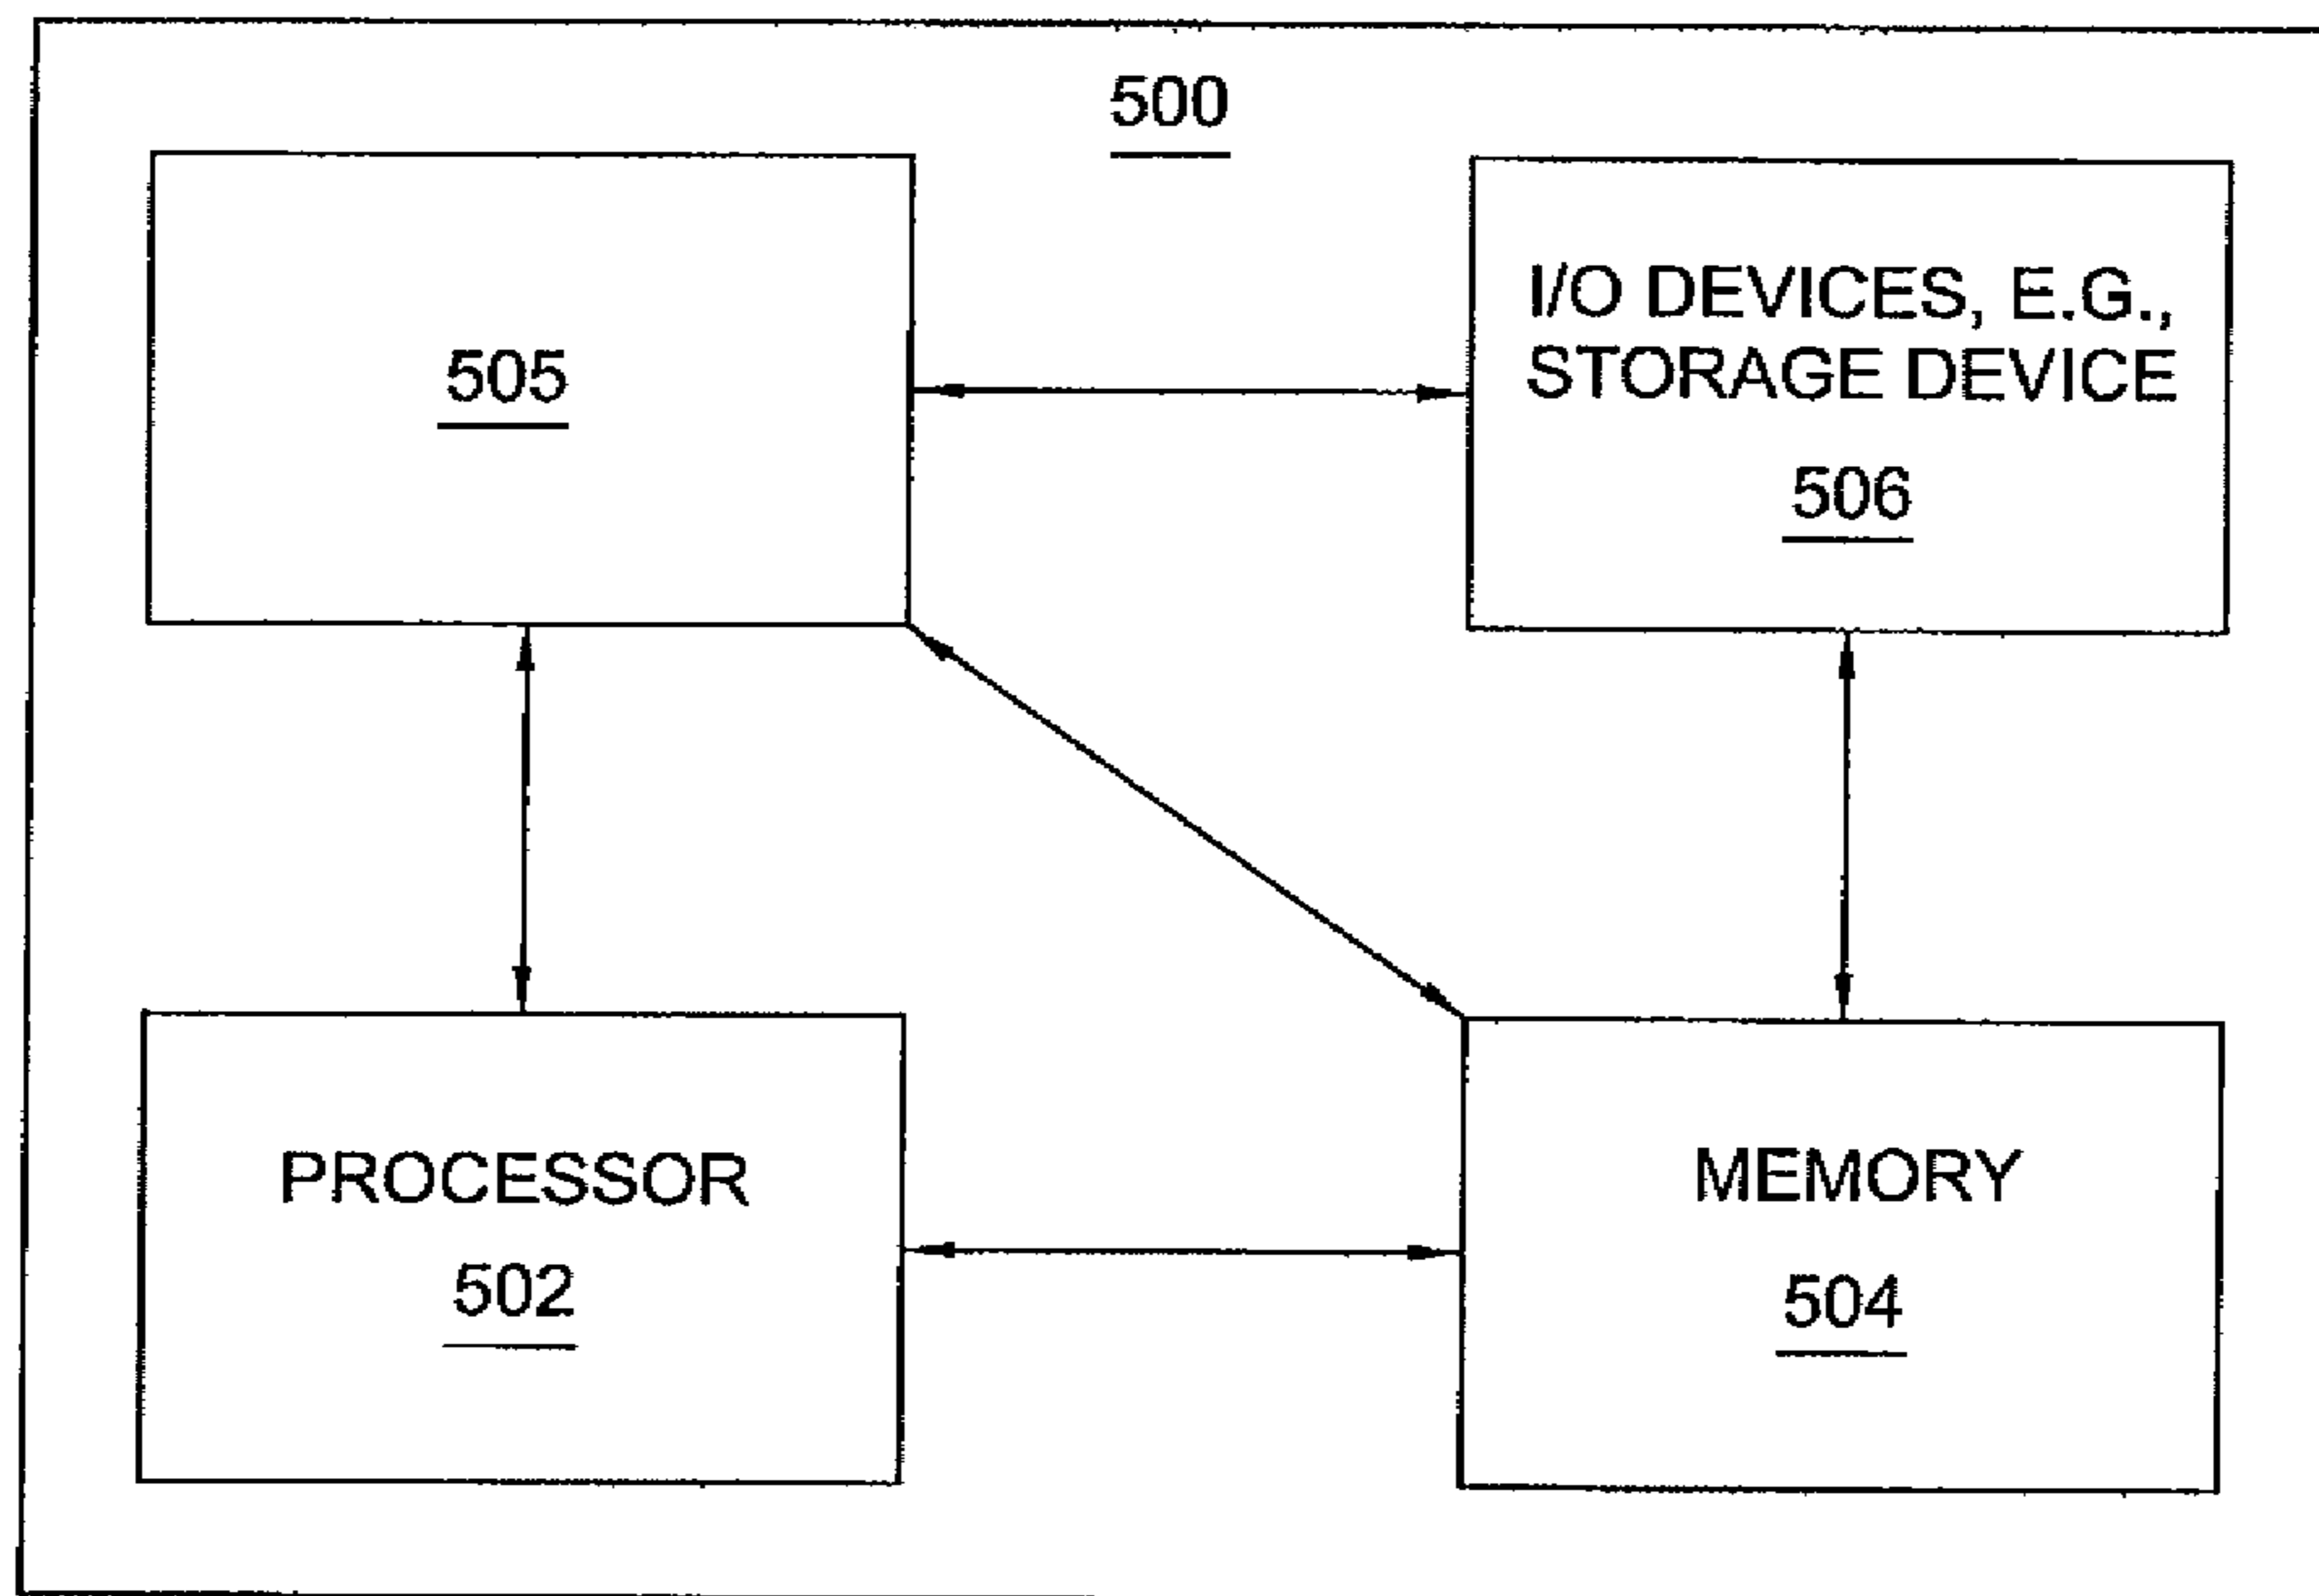 500
505
I/O DEVICES, E.G.,
STORAGE DEVICE
506
PROCESSOR
502
MEMORY
504